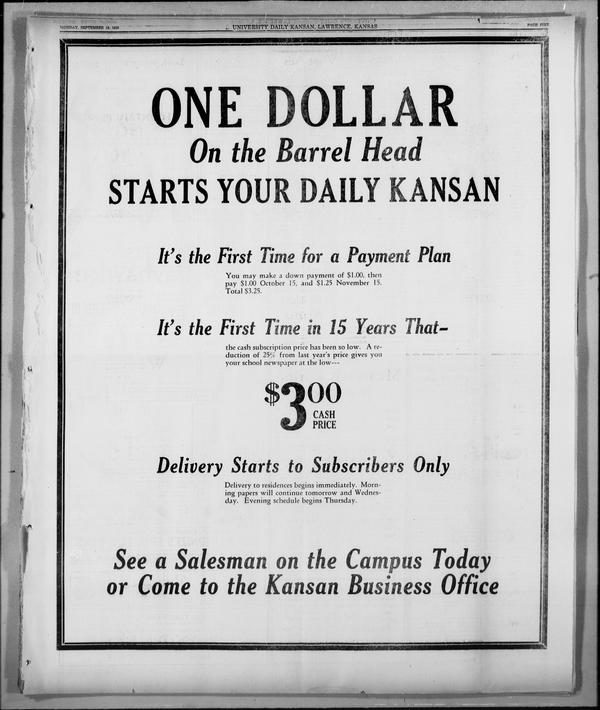 UNIVERSITY DAILY KANSAN, LAWRENCE, KANSAS
ONE DOLLAR
On the Barrel Head
STARTS YOUR DAILY KANSAN
It's the First Time for a Payment Plan
You may make a down payment of $1.00, then
pay $1.00 October 15, and $1.25 November 15.
Total $3.25.
It's the First Time in 15 Years That—
the cash subscription price has been so low. A re-
duction of 25% from last year's price gives you
your school newspaper at the low---
$3.00
CASH
PRICE
Delivery Starts to Subscribers Only
Delivery to residences begins immediately. Morn-
ing papers will continue tomorrow and Wednes-
day. Evening schedule begins Thursday.
See a Salesman on the Campus Today
or Come to the Kansan Business Office